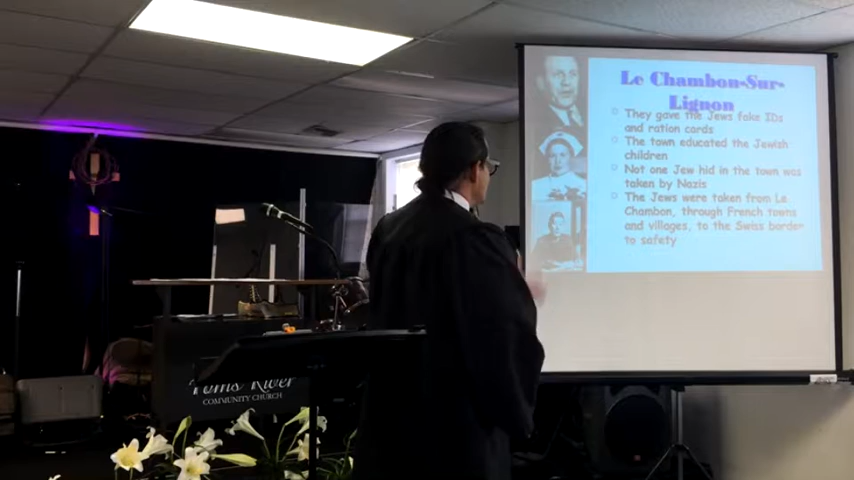 Le Chambon-Sur-
Lignon
They gave the Jews fake IDs
and ration cards
The town educated the Jewish
children
Not one Jew hid in the town was
taken by Nazis
The Jews were taken from Le
Chambon, through French towns
and villages, to the Swiss border
to safety
Toms River
COMMUNITY CHURCH